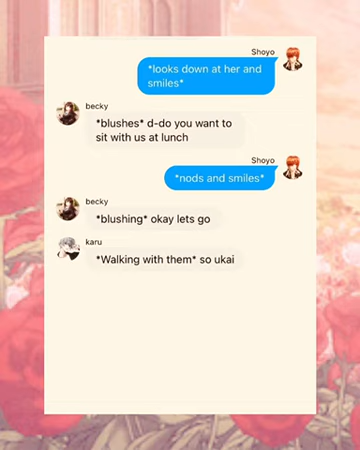 Shoyo
*looks down at her and
smiles*
becky
*blushes* d-do you want to
sit with us at lunch
Shoyo
*nods and smiles*
becky
*blushing* okay lets go
karu
*Walking with them* so ukai